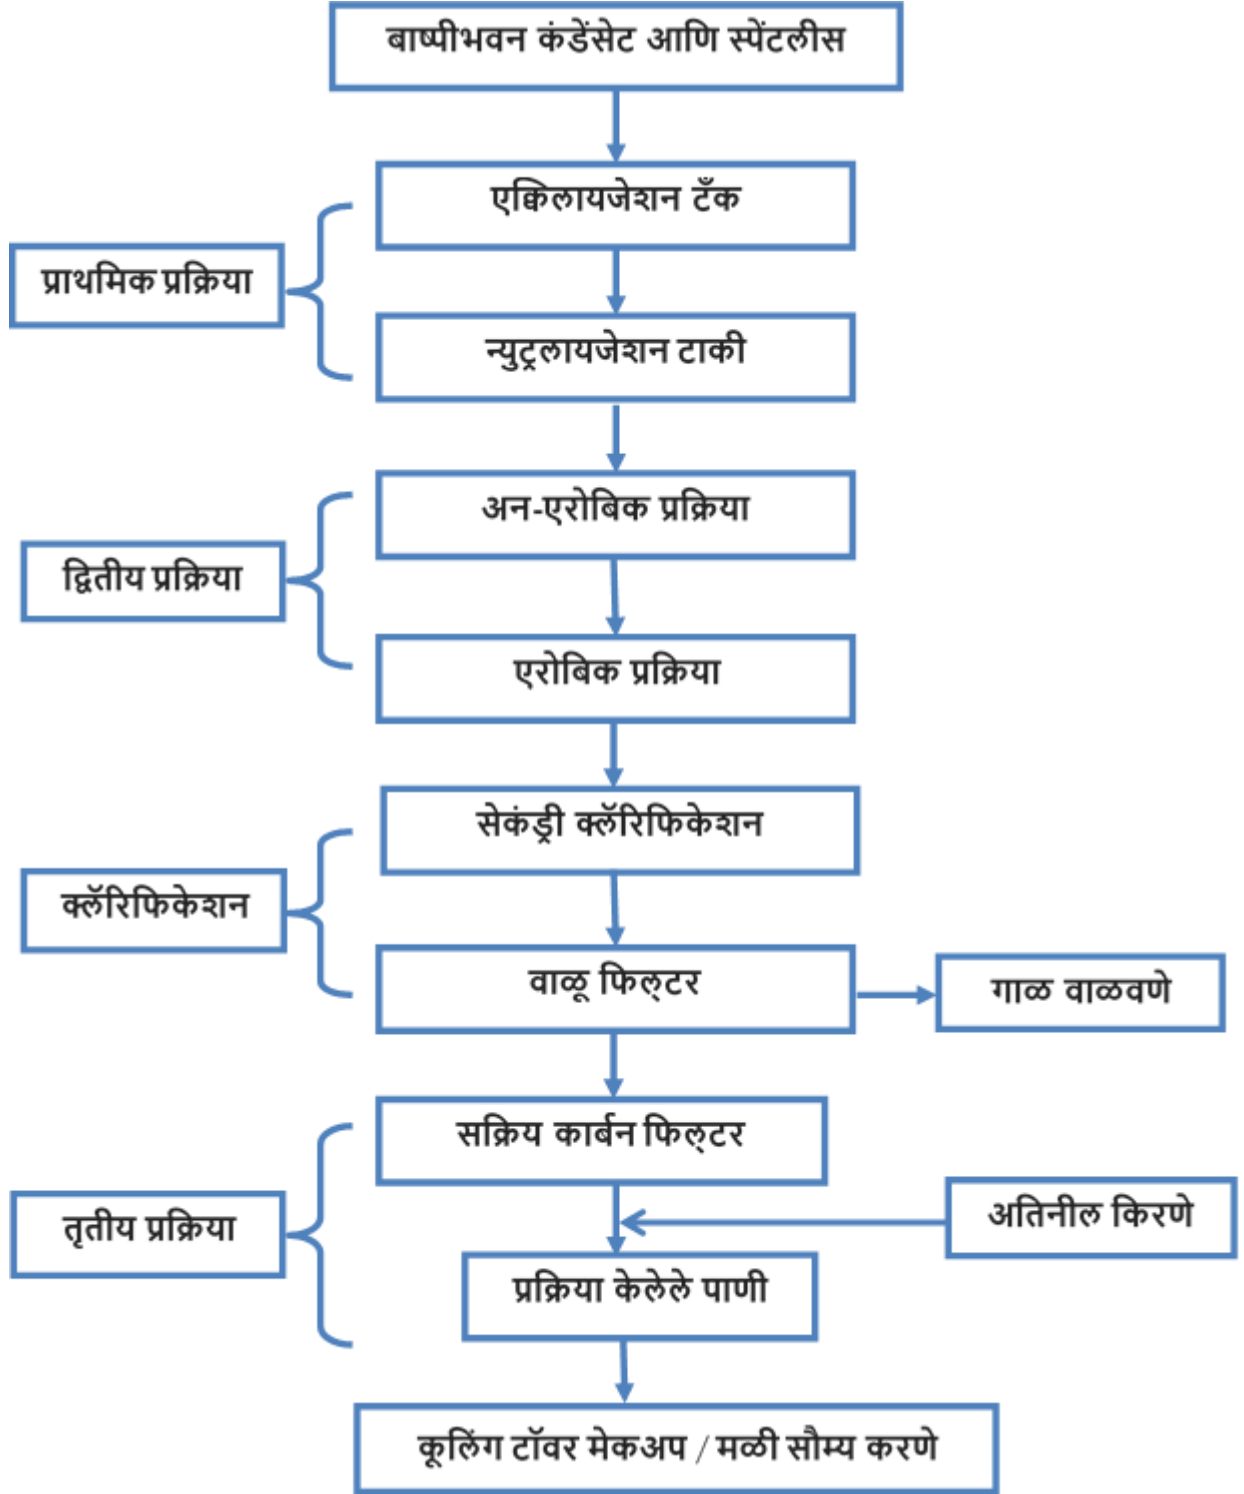 बाष्पीभवन कंडेंसेट आणि स्पेंटलीस
एक्विलायजेशन टँक
प्राथमिक प्रक्रिया
न्युट्रलायजेशन टाकी
अन-एरोबिक प्रक्रिया
द्वितीय प्रक्रिया
एरोबिक प्रक्रिया
सेकंड्री क्लॅरिफिकेशन
क्लॅरिफिकेशन
वाळू फिल्टर
गाळ वाळवणे
सक्रिय कार्बन फिल्टर
तृतीय प्रक्रिया
अतिनील किरणे
प्रक्रिया केलेले पाणी
कूलिंग टॉवर मेकअप / मळी सौम्य करणे